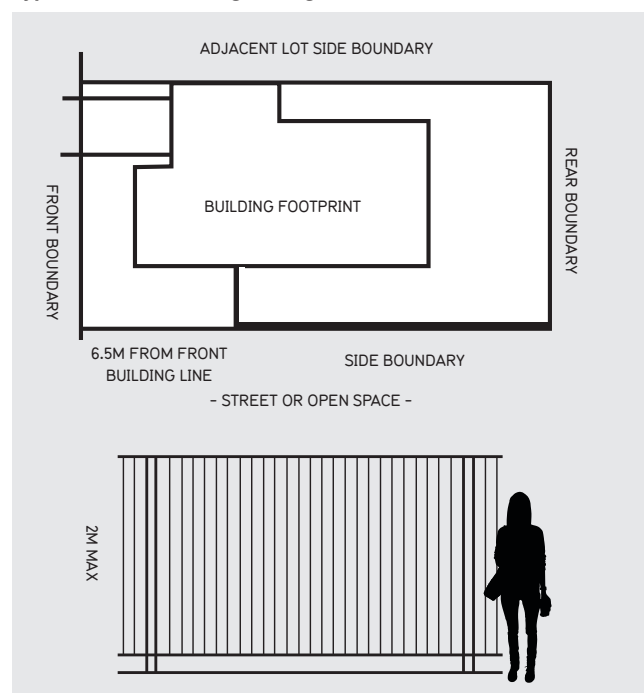 ADJACENT LOT SIDE BOUNDARY
FRONT BOUNDARY
BUILDING FOOTPRINT
REAR BOUNDARY
6.5M FROM FRONT
BUILDING LINE
SIDE BOUNDARY
- STREET OR OPEN SPACE -
2M MAX